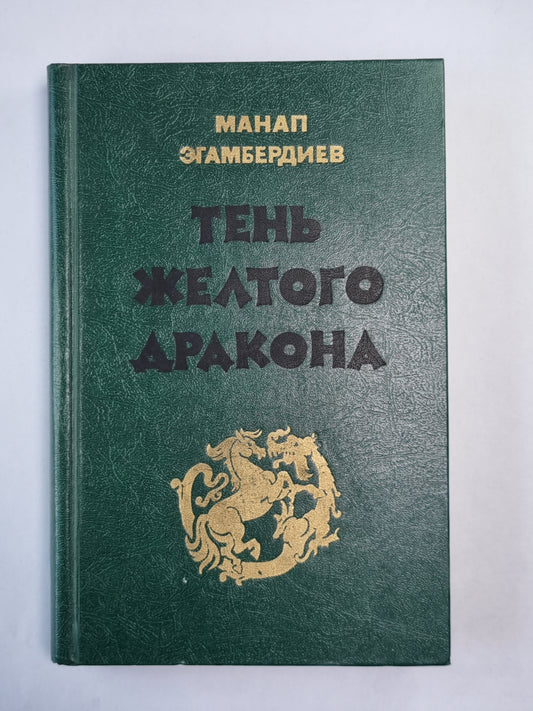 МАНАП
ЭГАМБЕРДИЕВ
ТЕНЬ
ЖЕЛТОГО
ДРАКОНА